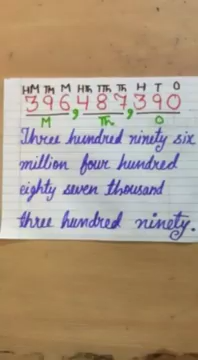 HM TM M HTh TTh Th H T O
396,487,390
M Th O
Three hundred ninety six
million four hundred
eighty seven thousand
three hundred ninety.